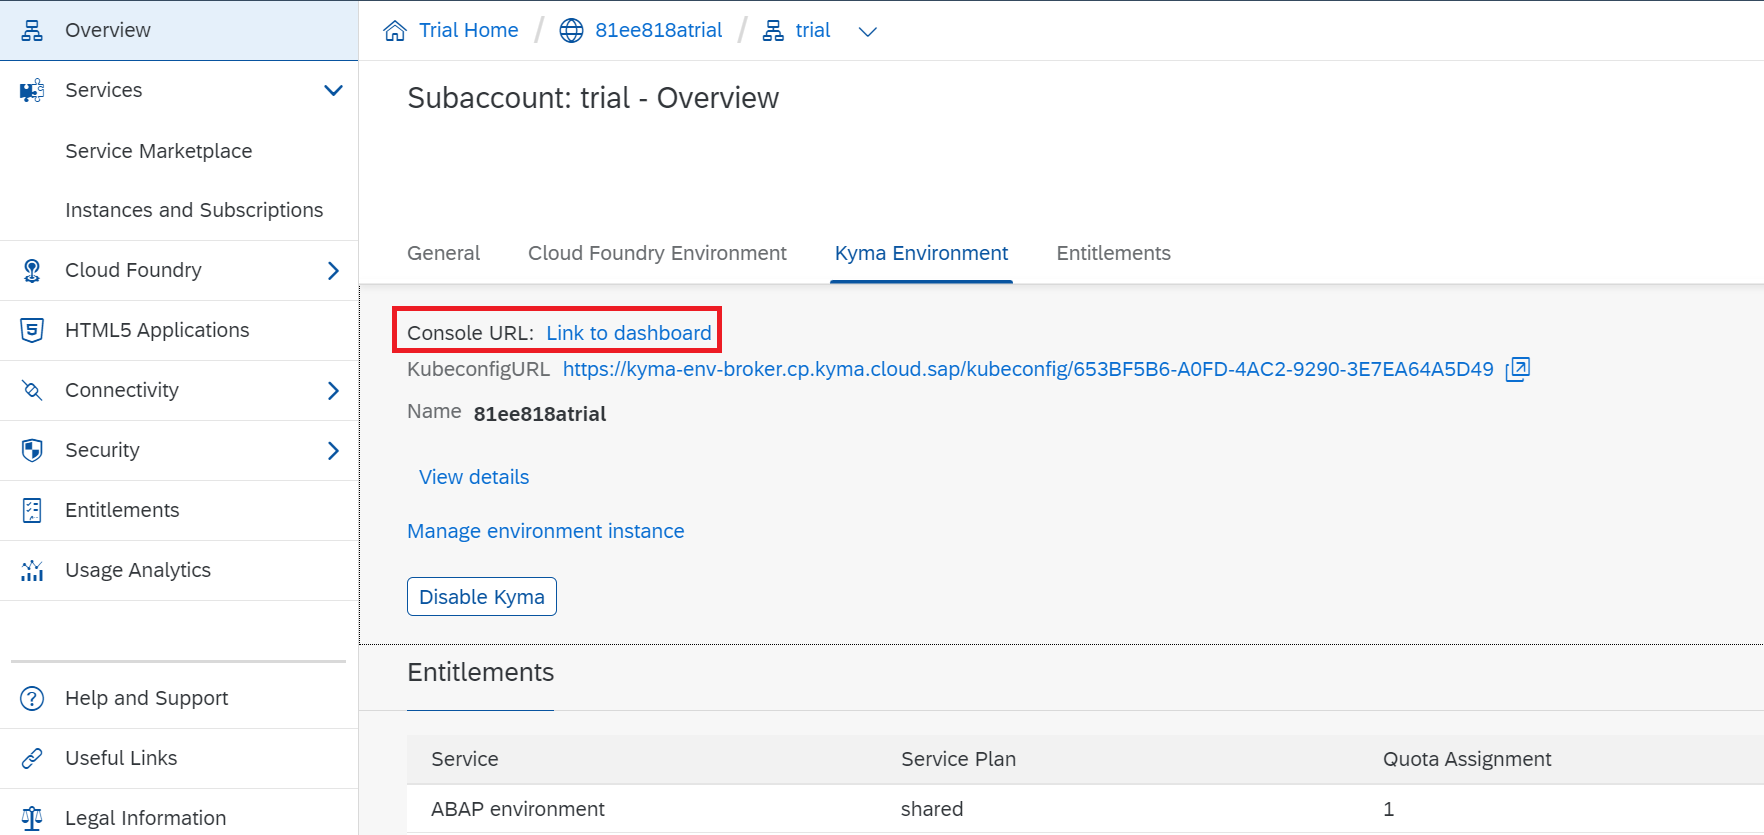 Overview
Services
Service Marketplace
Instances and Subscriptions
Cloud Foundry
HTML5 Applications
Connectivity
Security
Entitlements
Usage Analytics
Help and Support
Useful Links
Legal Information
Trial Home / 81ee818atrial / trial
Subaccount: trial - Overview
General Cloud Foundry Environment Kyma Environment Entitlements
Console URL: Link to dashboard
KubeconfigURL https://kyma-env-broker.cp.kyma.cloud.sap/kubeconfig/653BF5B6-A0FD-4AC2-9290-3E7EA64A5D49
Name 81ee818atrial
View details
Manage environment instance
Disable Kyma
Entitlements
Service Service Plan Quota Assignment
ABAP environment shared 1